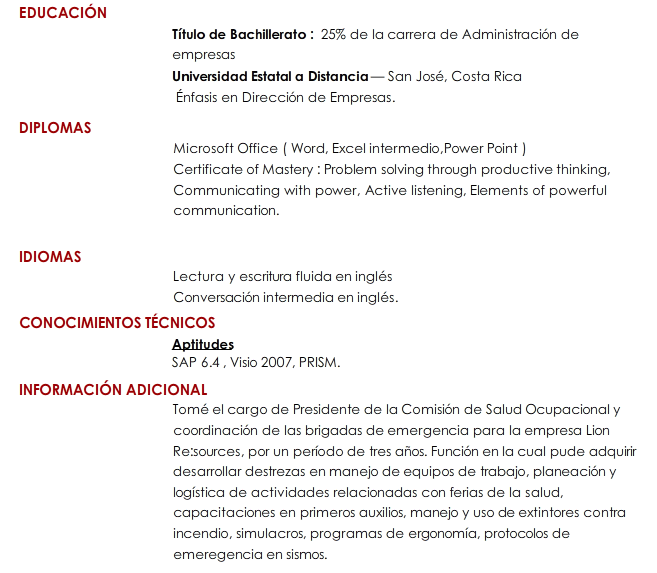 EDUCACIÓN
Título de Bachillerato : 25% de la carrera de Administración de
empresas
Universidad Estatal a Distancia — San José, Costa Rica
Énfasis en Dirección de Empresas.
DIPLOMAS
Microsoft Office ( Word, Excel intermedio,Power Point )
Certificate of Mastery : Problem solving through productive thinking,
Communicating with power, Active listening, Elements of powerful
communication.
IDIOMAS
Lectura y escritura fluida en inglés
Conversación intermedia en inglés.
CONOCIMIENTOS TÉCNICOS
Aptitudes
SAP 6.4 , Visio 2007, PRISM.
INFORMACIÓN ADICIONAL
Tomé el cargo de Presidente de la Comisión de Salud Ocupacional y
coordinación de las brigadas de emergencia para la empresa Lion
Re:sources, por un período de tres años. Función en la cual pude adquirir
desarrollar destrezas en manejo de equipos de trabajo, planeación y
logística de actividades relacionadas con ferias de la salud,
capacitaciones en primeros auxilios, manejo y uso de extintores contra
incendio, simulacros, programas de ergonomía, protocolos de
emeregencia en sismos.